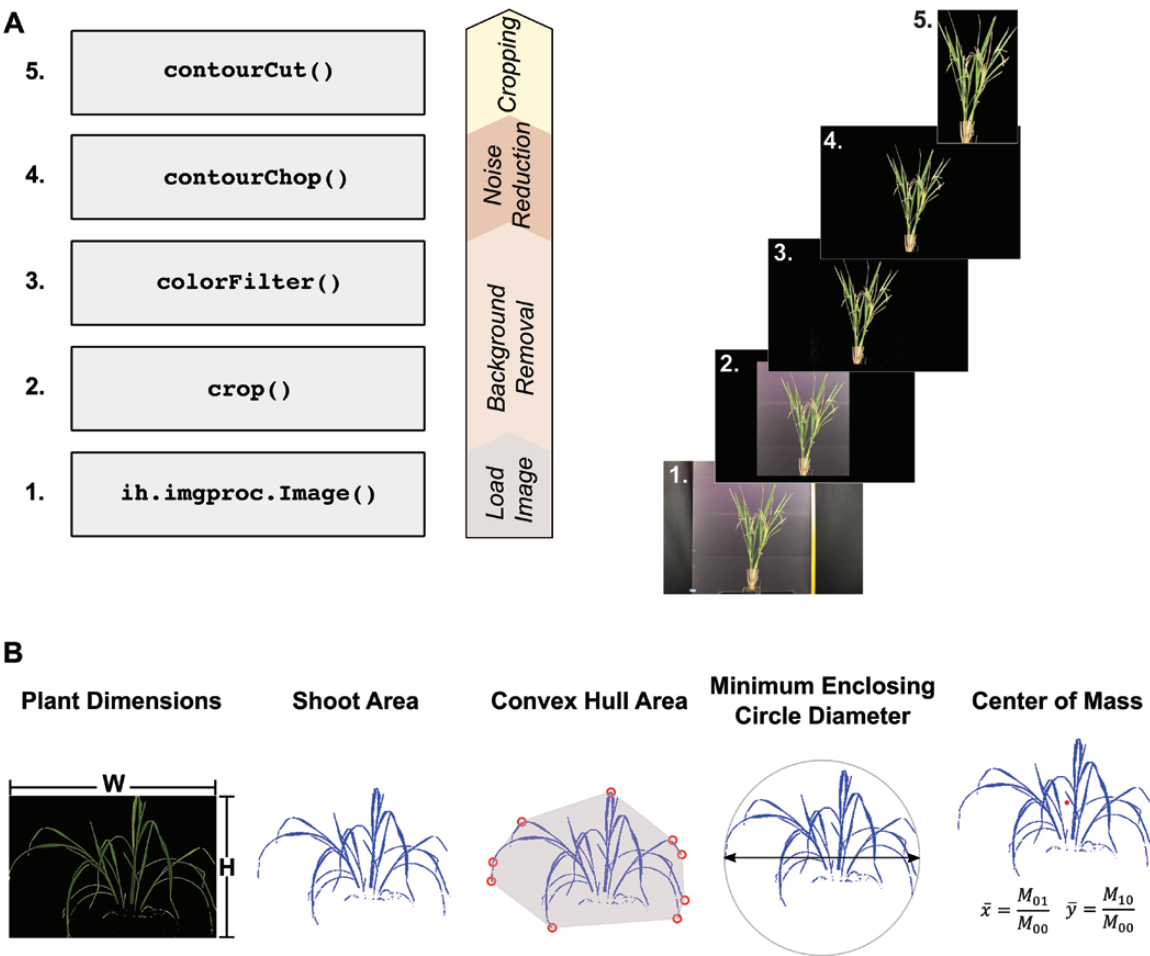 A
5.
contourCut()
4.
contourChop()
3.
colorFilter()
2.
crop()
1.
ih.imgproc.Image()
Cropping
Noise
Reduction
Background
Removal
Load
Image
5.
4.
3.
2.
1.
B
Plant Dimensions
W
H
Shoot Area
Convex Hull Area
Minimum Enclosing
Circle Diameter
Center of Mass
x̄ = M₀₁/M₀₀ ȳ = M₁₀/M₀₀